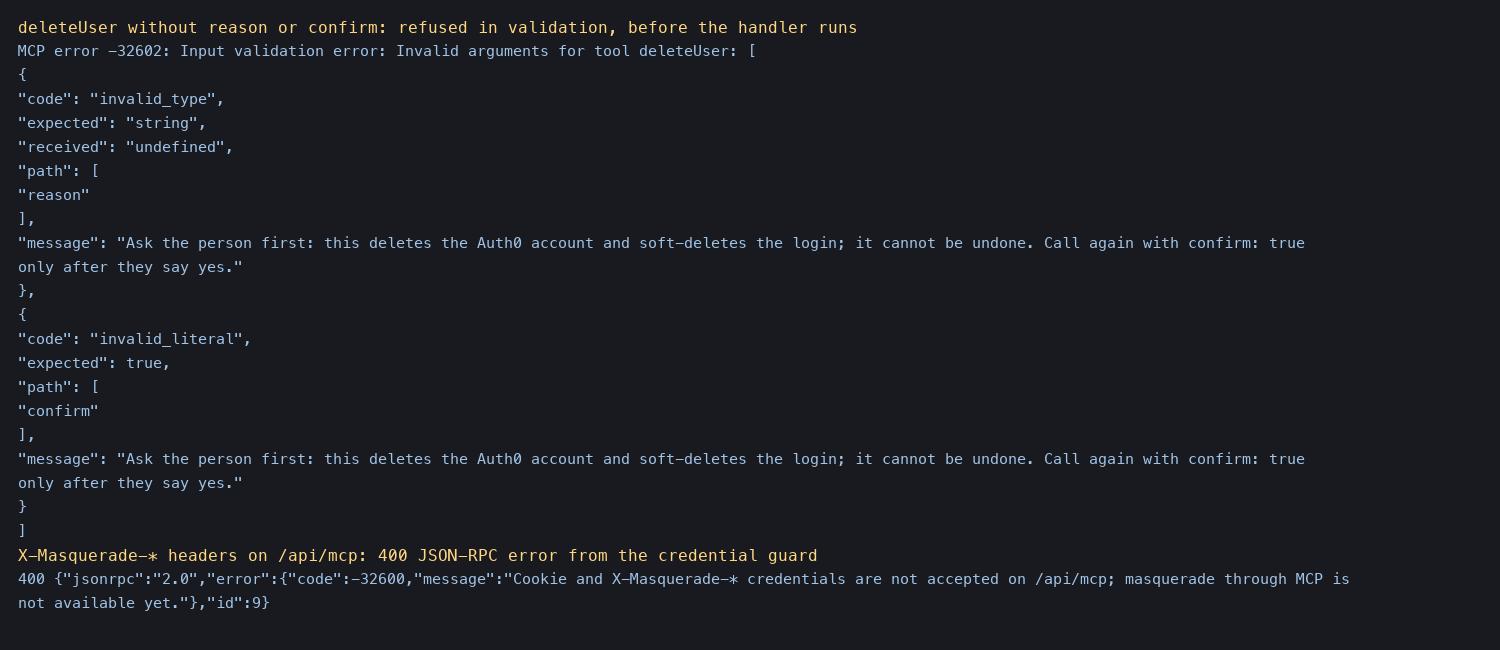 deleteUser without reason or confirm: refused in validation, before the handler runs
MCP error -32602: Input validation error: Invalid arguments for tool deleteUser: [
{
"code": "invalid_type",
"expected": "string",
"received": "undefined",
"path": [
"reason"
],
"message": "Ask the person first: this deletes the Auth0 account and soft-deletes the login; it cannot be undone. Call again with confirm: true
only after they say yes."
},
{
"code": "invalid_literal",
"expected": true,
"path": [
"confirm"
],
"message": "Ask the person first: this deletes the Auth0 account and soft-deletes the login; it cannot be undone. Call again with confirm: true
only after they say yes."
}
]
X-Masquerade-* headers on /api/mcp: 400 JSON-RPC error from the credential guard
400 {"jsonrpc":"2.0","error":{"code":-32600,"message":"Cookie and X-Masquerade-* credentials are not accepted on /api/mcp; masquerade through MCP is
not available yet."},"id":9}